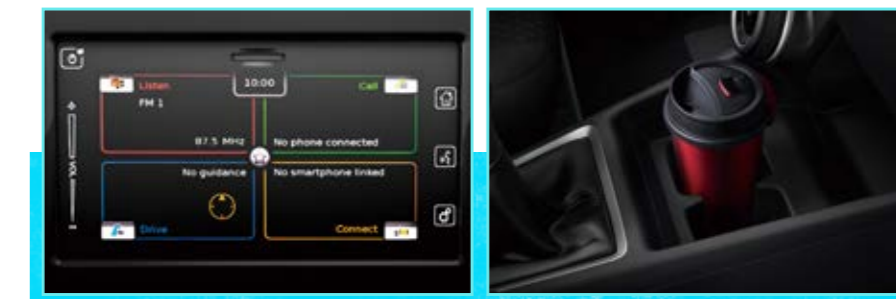 Listen
10:00
Call
FM 1
87.5 MHz
No phone connected
VOL
No guidance
No smartphone linked
Drive
Connect